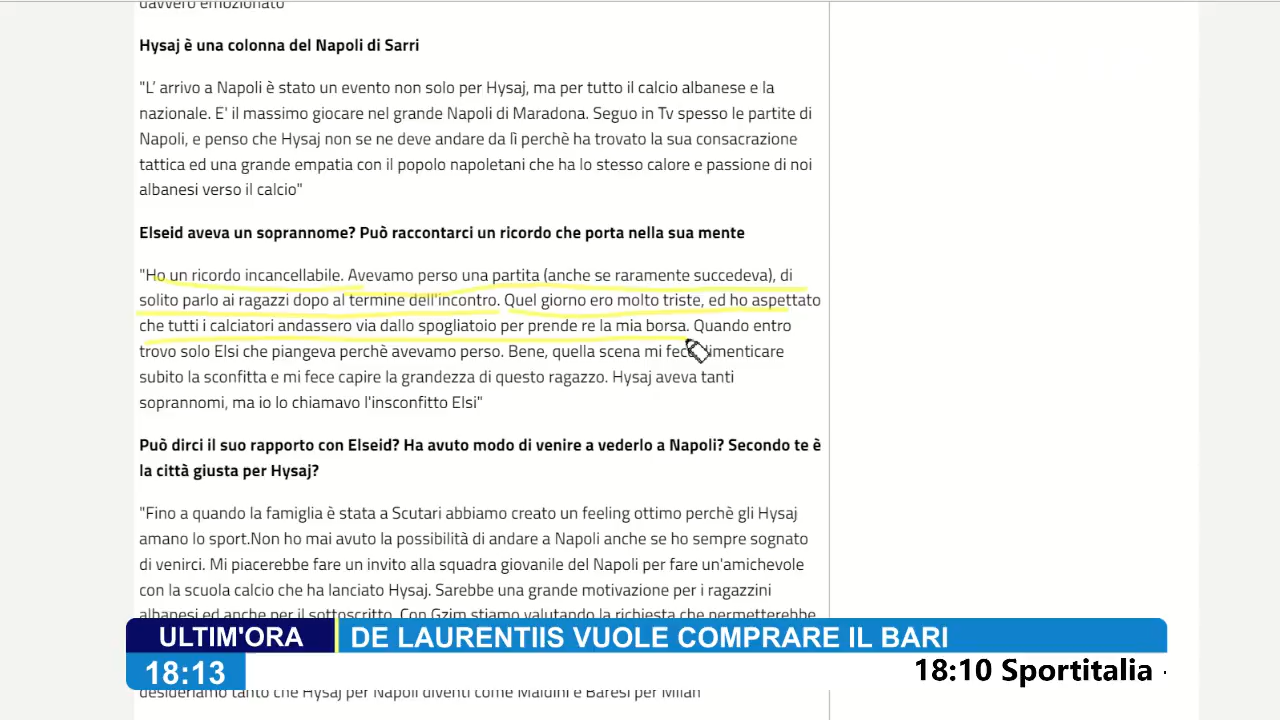 davvero emozionato
Hysaj è una colonna del Napoli di Sarri
"L' arrivo a Napoli è stato un evento non solo per Hysaj, ma per tutto il calcio albanese e la
nazionale. E' il massimo giocare nel grande Napoli di Maradona. Seguo in Tv spesso le partite di
Napoli, e penso che Hysaj non se ne deve andare da lì perchè ha trovato la sua consacrazione
tattica ed una grande empatia con il popolo napoletani che ha lo stesso calore e passione di noi
albanesi verso il calcio"
Elseid aveva un soprannome? Può raccontarci un ricordo che porta nella sua mente
"Ho un ricordo incancellabile. Avevamo perso una partita (anche se raramente succedeva), di
solito parlo ai ragazzi dopo al termine dell'incontro. Quel giorno ero molto triste, ed ho aspettato
che tutti i calciatori andassero via dallo spogliatoio per prende re la mia borsa. Quando entro
trovo solo Elsi che piangeva perchè avevamo perso. Bene, quella scena mi fece dimenticare
subito la sconfitta e mi fece capire la grandezza di questo ragazzo. Hysaj aveva tanti
soprannomi, ma io lo chiamavo l'insconfitto Elsi"
Può dirci il suo rapporto con Elseid? Ha avuto modo di venire a vederlo a Napoli? Secondo te è
la città giusta per Hysaj?
"Fino a quando la famiglia è stata a Scutari abbiamo creato un feeling ottimo perchè gli Hysaj
amano lo sport.Non ho mai avuto la possibilità di andare a Napoli anche se ho sempre sognato
di venirci. Mi piacerebbe fare un invito alla squadra giovanile del Napoli per fare un'amichevole
con la scuola calcio che ha lanciato Hysaj. Sarebbe una grande motivazione per i ragazzini
albanesi ed anche per il sottoscritto. Con Gzim stiamo valutando la richiesta che permetterebbe
ULTIM'ORA DE LAURENTIIS VUOLE COMPRARE IL BARI
18:13 18:10 Sportitalia -
desideriamo tanto che Hysaj per Napoli diventi come Maldini e Baresi per Milan